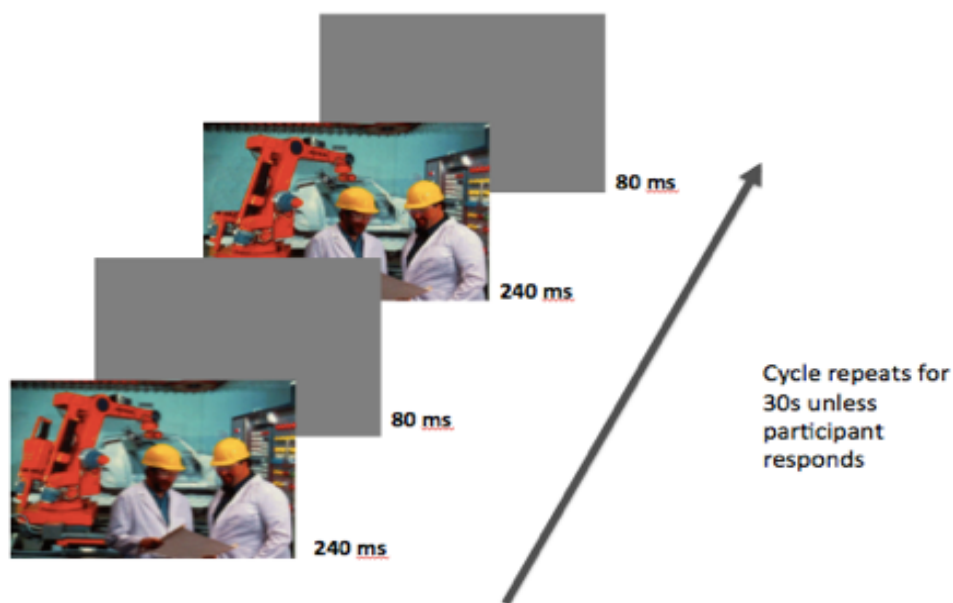 80 ms
240 ms
80 ms
240 ms
Cycle repeats for
30s unless
participant
responds